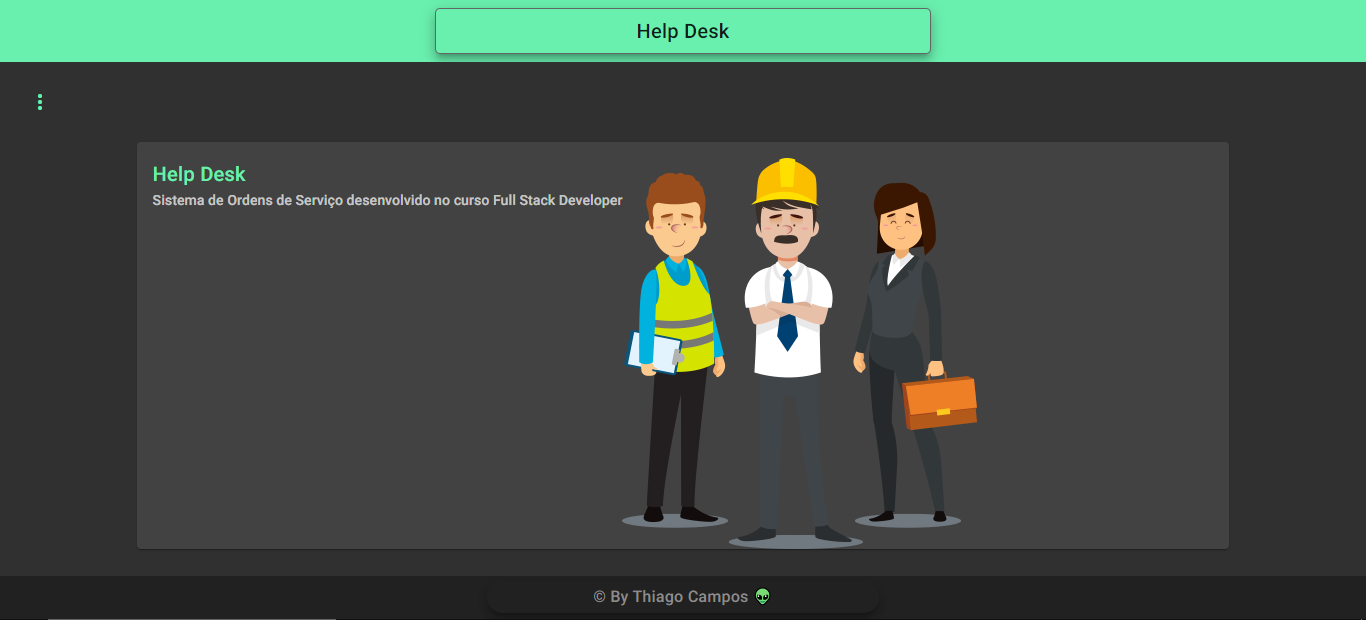 Help Desk
Help Desk
Sistema de Ordens de Serviço desenvolvido no curso Full Stack Developer
© By Thiago Campos 👽